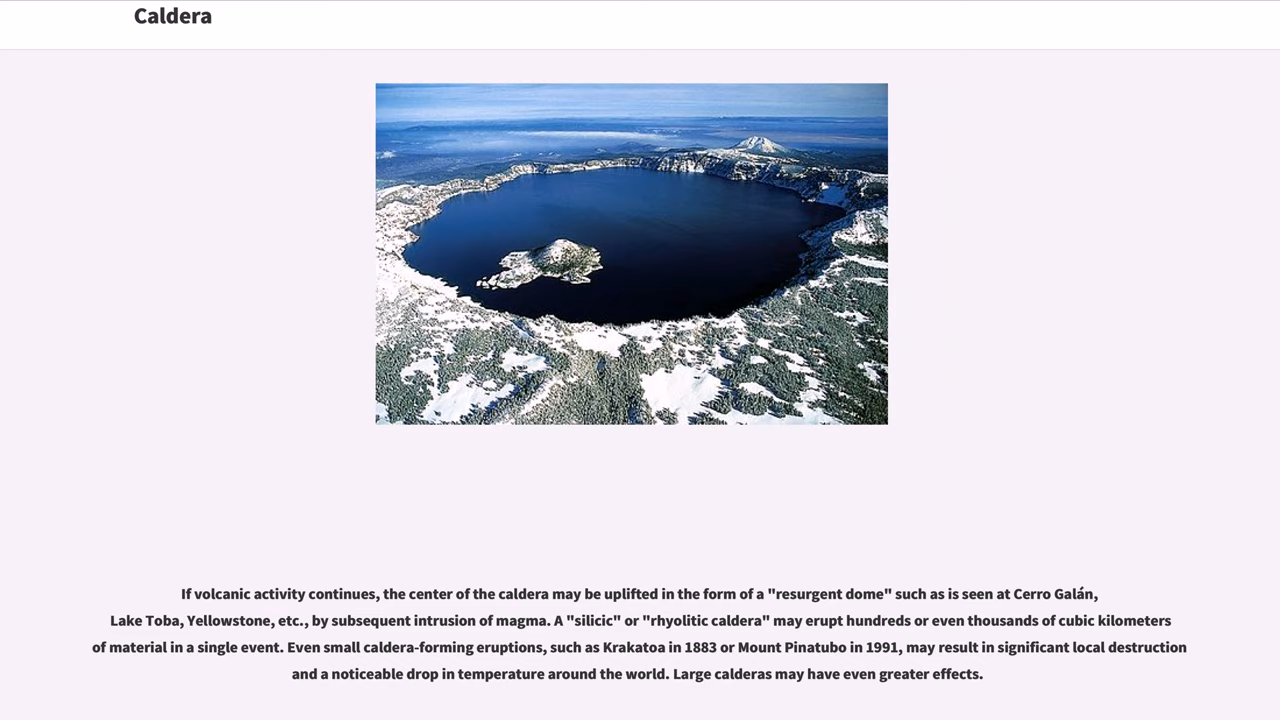 Caldera
If volcanic activity continues, the center of the caldera may be uplifted in the form of a "resurgent dome" such as is seen at Cerro Galán,
Lake Toba, Yellowstone, etc., by subsequent intrusion of magma. A "silicic" or "rhyolitic caldera" may erupt hundreds or even thousands of cubic kilometers
of material in a single event. Even small caldera-forming eruptions, such as Krakatoa in 1883 or Mount Pinatubo in 1991, may result in significant local destruction
and a noticeable drop in temperature around the world. Large calderas may have even greater effects.